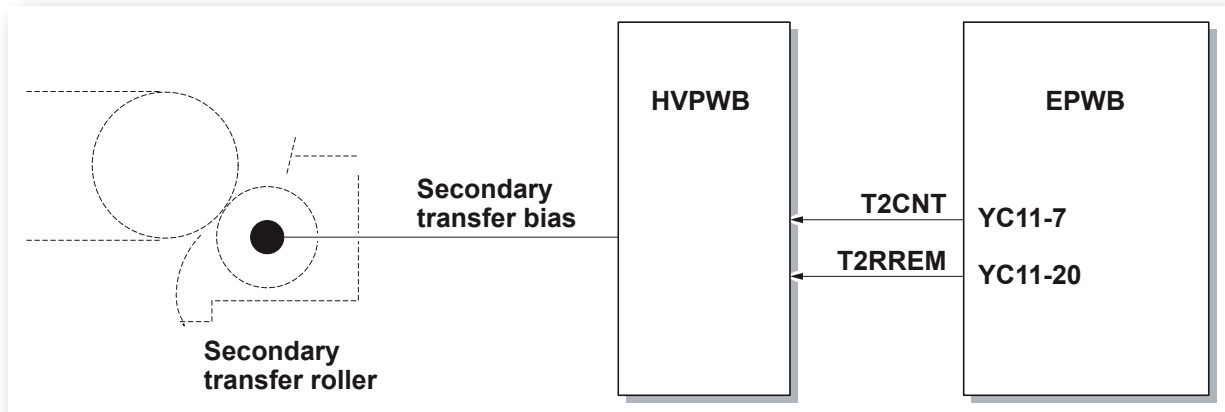 HVPWB
EPWB
Secondary
transfer bias
T2CNT
YC11-7
T2RREM
YC11-20
Secondary
transfer roller